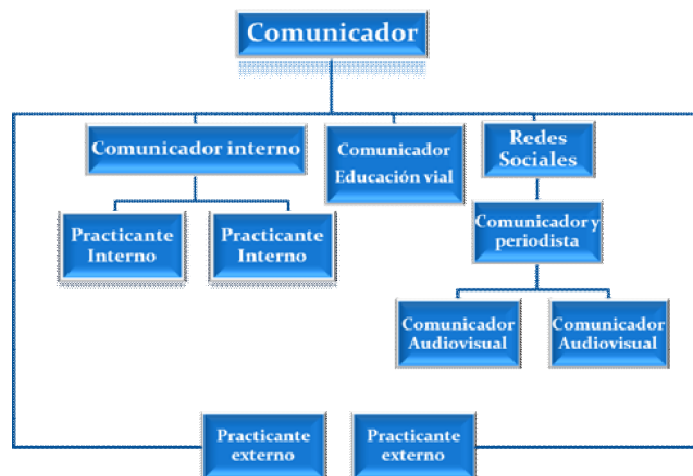 Comunicador
Comunicador interno
Comunicador
Educación vial
Redes
Sociales
Practicante
Interno
Practicante
Interno
Comunicador y
periodista
Comunicador
Audiovisual
Comunicador
Audiovisual
Practicante
externo
Practicante
externo